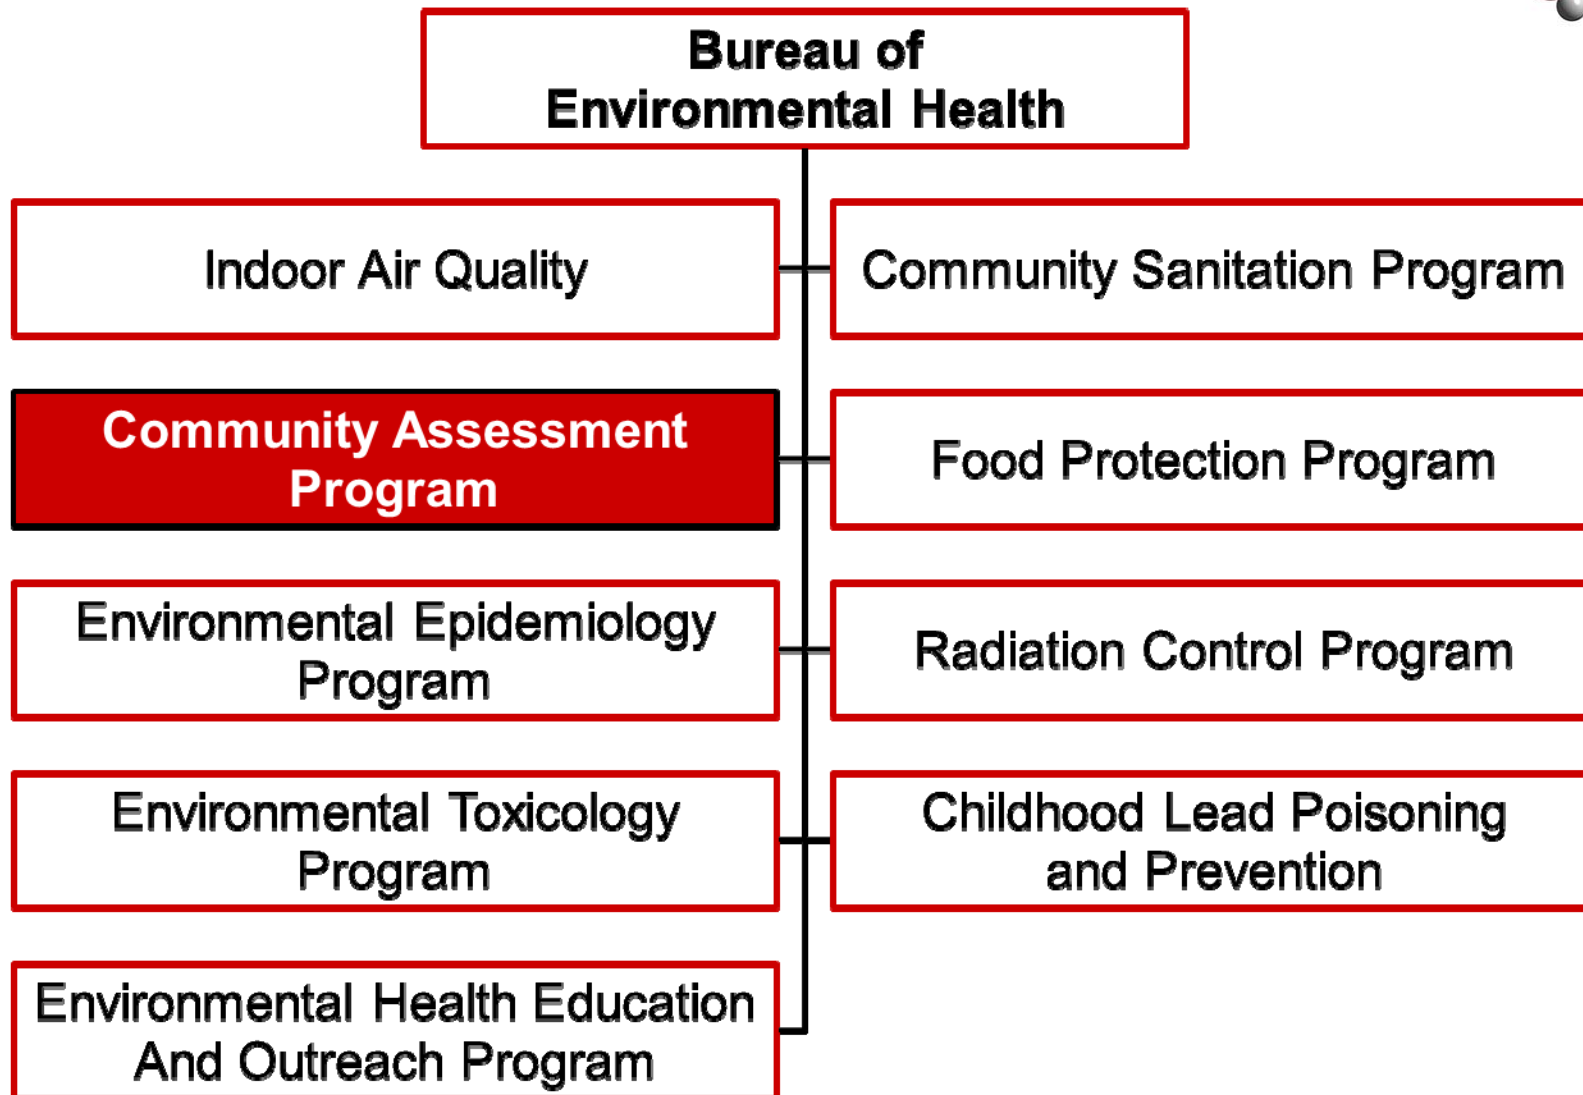 Bureau of
Environmental Health
Indoor Air Quality
Community Sanitation Program
Community Assessment
Program
Food Protection Program
Environmental Epidemiology
Program
Radiation Control Program
Environmental Toxicology
Program
Childhood Lead Poisoning
and Prevention
Environmental Health Education
And Outreach Program